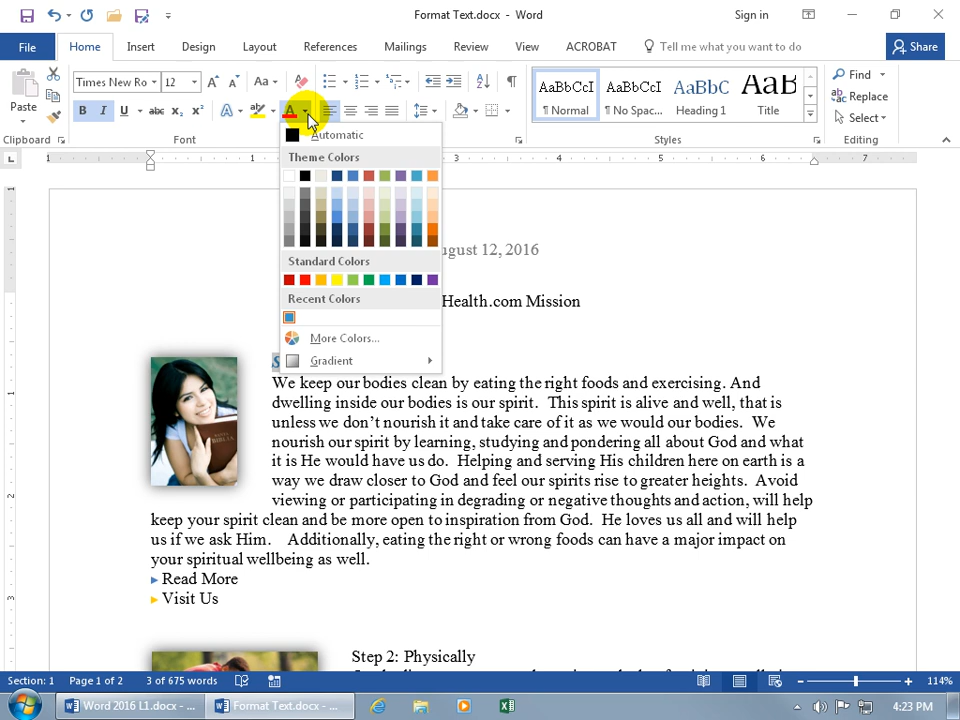 Format Text.docx - Word
Sign in
File Home Insert Design Layout References Mailings Review View ACROBAT Tell me what you want to do Share
Paste
Times New Ro 12 Aa
B I U abc X₂ X² A A
Clipboard Font Styles Editing
AaBbCcI AaBbCcI AaBbC AaB
¶ Normal ¶ No Spac... Heading 1 Title
Find
Replace
Select
Automatic
Theme Colors
Standard Colors
Recent Colors
More Colors...
Gradient
1 3 4 5 6 7
ugust 12, 2016
Health.com Mission
We keep our bodies clean by eating the right foods and exercising. And
dwelling inside our bodies is our spirit. This spirit is alive and well, that is
unless we don’t nourish it and take care of it as we would our bodies. We
nourish our spirit by learning, studying and pondering all about God and what
it is He would have us do. Helping and serving His children here on earth is a
way we draw closer to God and feel our spirits rise to greater heights. Avoid
viewing or participating in degrading or negative thoughts and action, will help
keep your spirit clean and be more open to inspiration from God. He loves us all and will help
us if we ask Him. Additionally, eating the right or wrong foods can have a major impact on
your spiritual wellbeing as well.
Read More
Visit Us
SANTA BIBLIA
Step 2: Physically
Section: 1 Page 1 of 2 3 of 675 words 114%
Word 2016 L1.docx - ... Format Text.docx - ... 4:23 PM